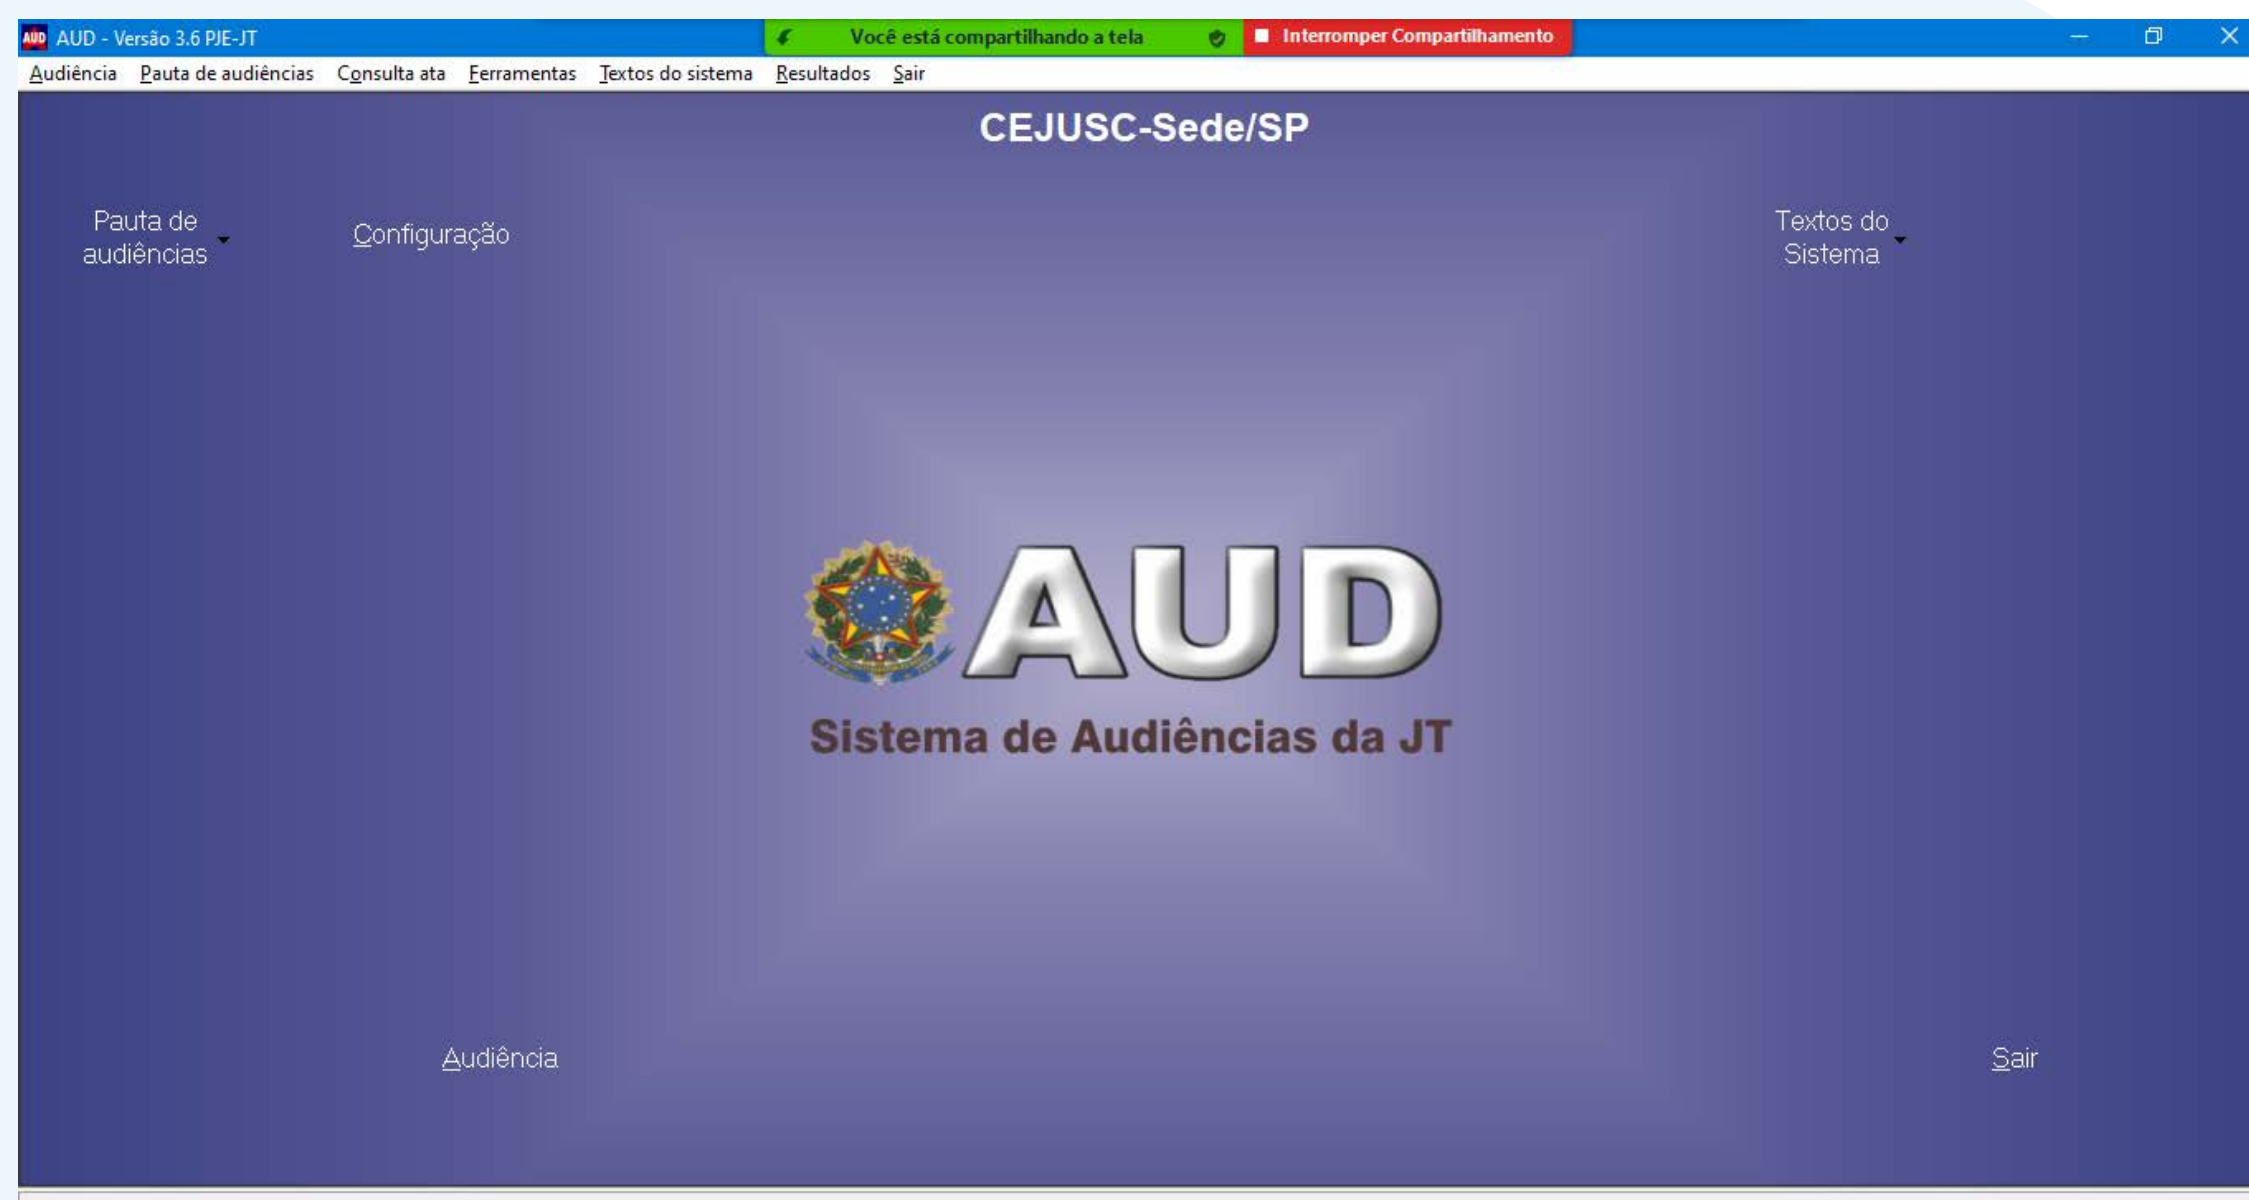 AUD AUD - Versão 3.6 PJE-JT
Você está compartilhando a tela
Interromper Compartilhamento
Audiência Pauta de audiências Consulta ata Ferramentas Textos do sistema Resultados Sair
CEJUSC-Sede/SP
Pauta de
audiências
Configuração
Textos do
Sistema
AUD
Sistema de Audiências da JT
Audiência
Sair